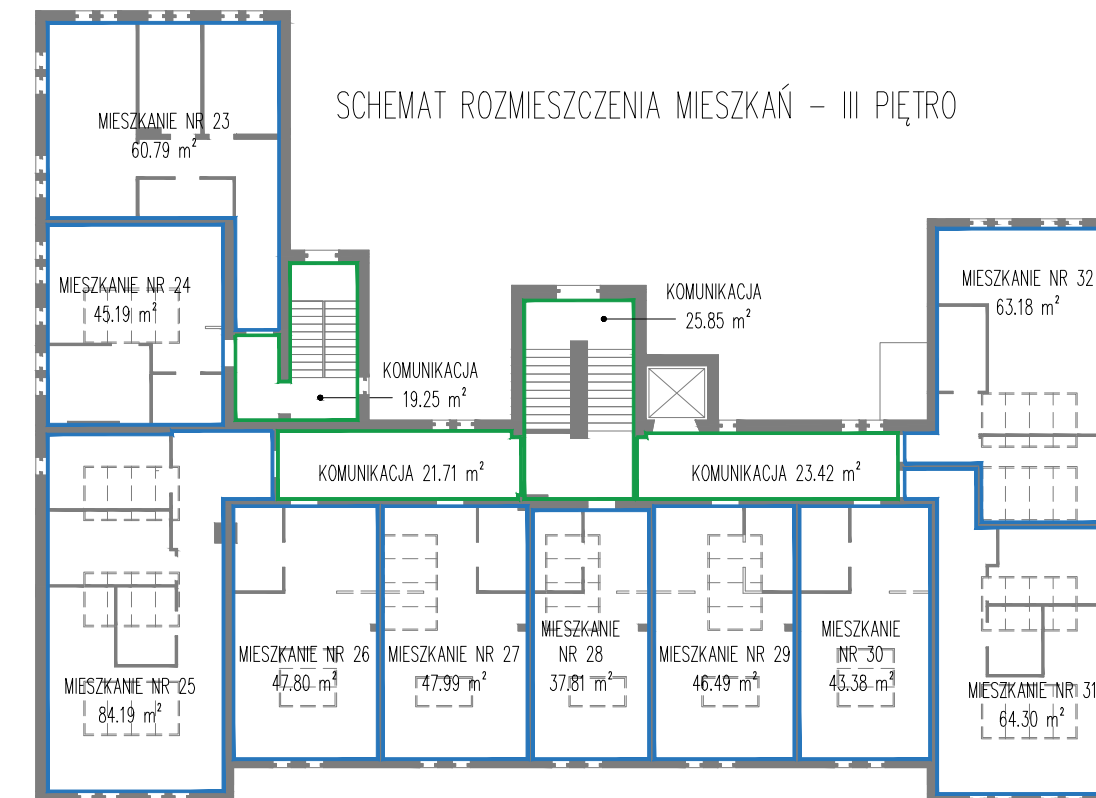 SCHEMAT ROZMIESZCZENIA MIESZKAŃ – III PIĘTRO
MIESZKANIE NR 23
60.79 m²
MIESZKANIE NR 24
45.19 m²
MIESZKANIE NR 32
63.18 m²
KOMUNIKACJA
25.85 m²
KOMUNIKACJA
19.25 m²
KOMUNIKACJA 21.71 m²
KOMUNIKACJA 23.42 m²
MIESZKANIE NR 25
84.19 m²
MIESZKANIE NR 26
47.80 m²
MIESZKANIE NR 27
47.99 m²
MIESZKANIE
NR 28
37.81 m²
MIESZKANIE NR 29
46.49 m²
MIESZKANIE
NR 30
43.38 m²
MIESZKANIE NR 31
64.30 m²